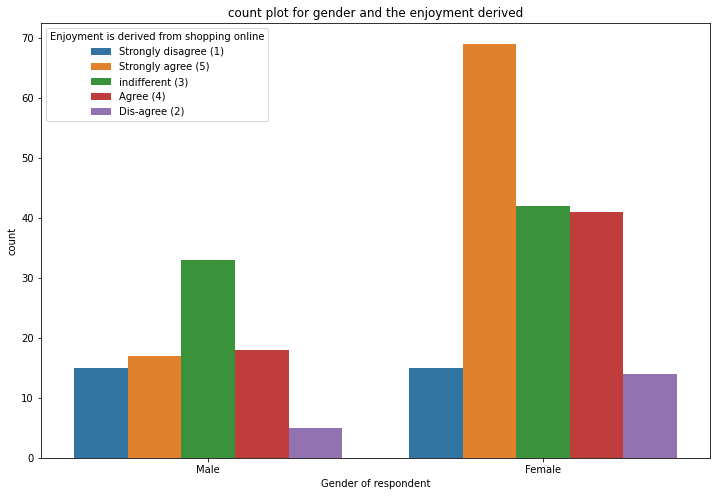 count plot for gender and the enjoyment derived
Enjoyment is derived from shopping online
Strongly disagree (1)
Strongly agree (5)
indifferent (3)
Agree (4)
Dis-agree (2)
70
60
50
40
30
20
10
0
count
Male
Female
Gender of respondent